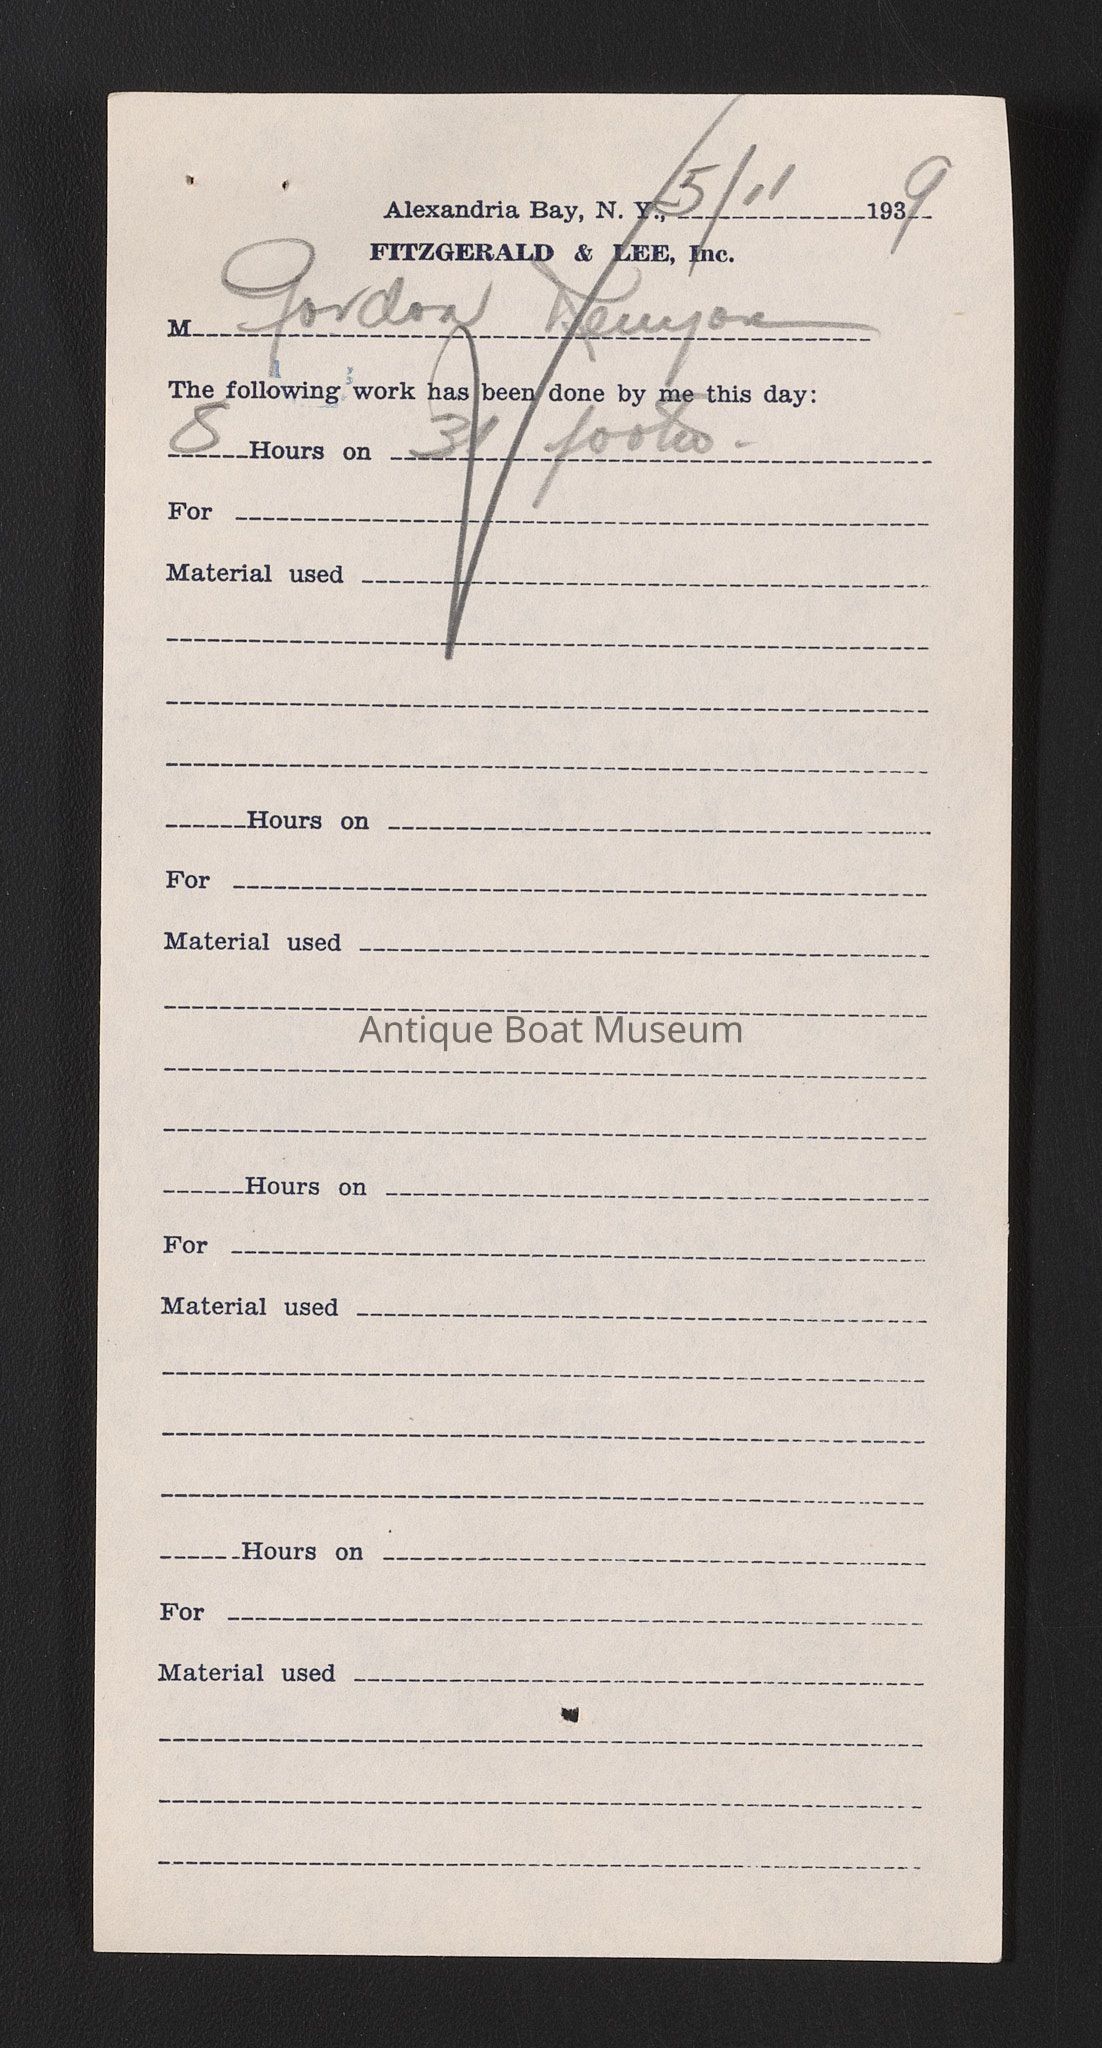 Alexandria Bay, N. Y., 5/11 1939
FITZGERALD & LEE, Inc.
M Gordon Kenyon
The following work has been done by me this day:
8 Hours on 31 footer -
For
Material used
Hours on
For
Material used
Antique Boat Museum
Hours on
For
Material used
Hours on
For
Material used